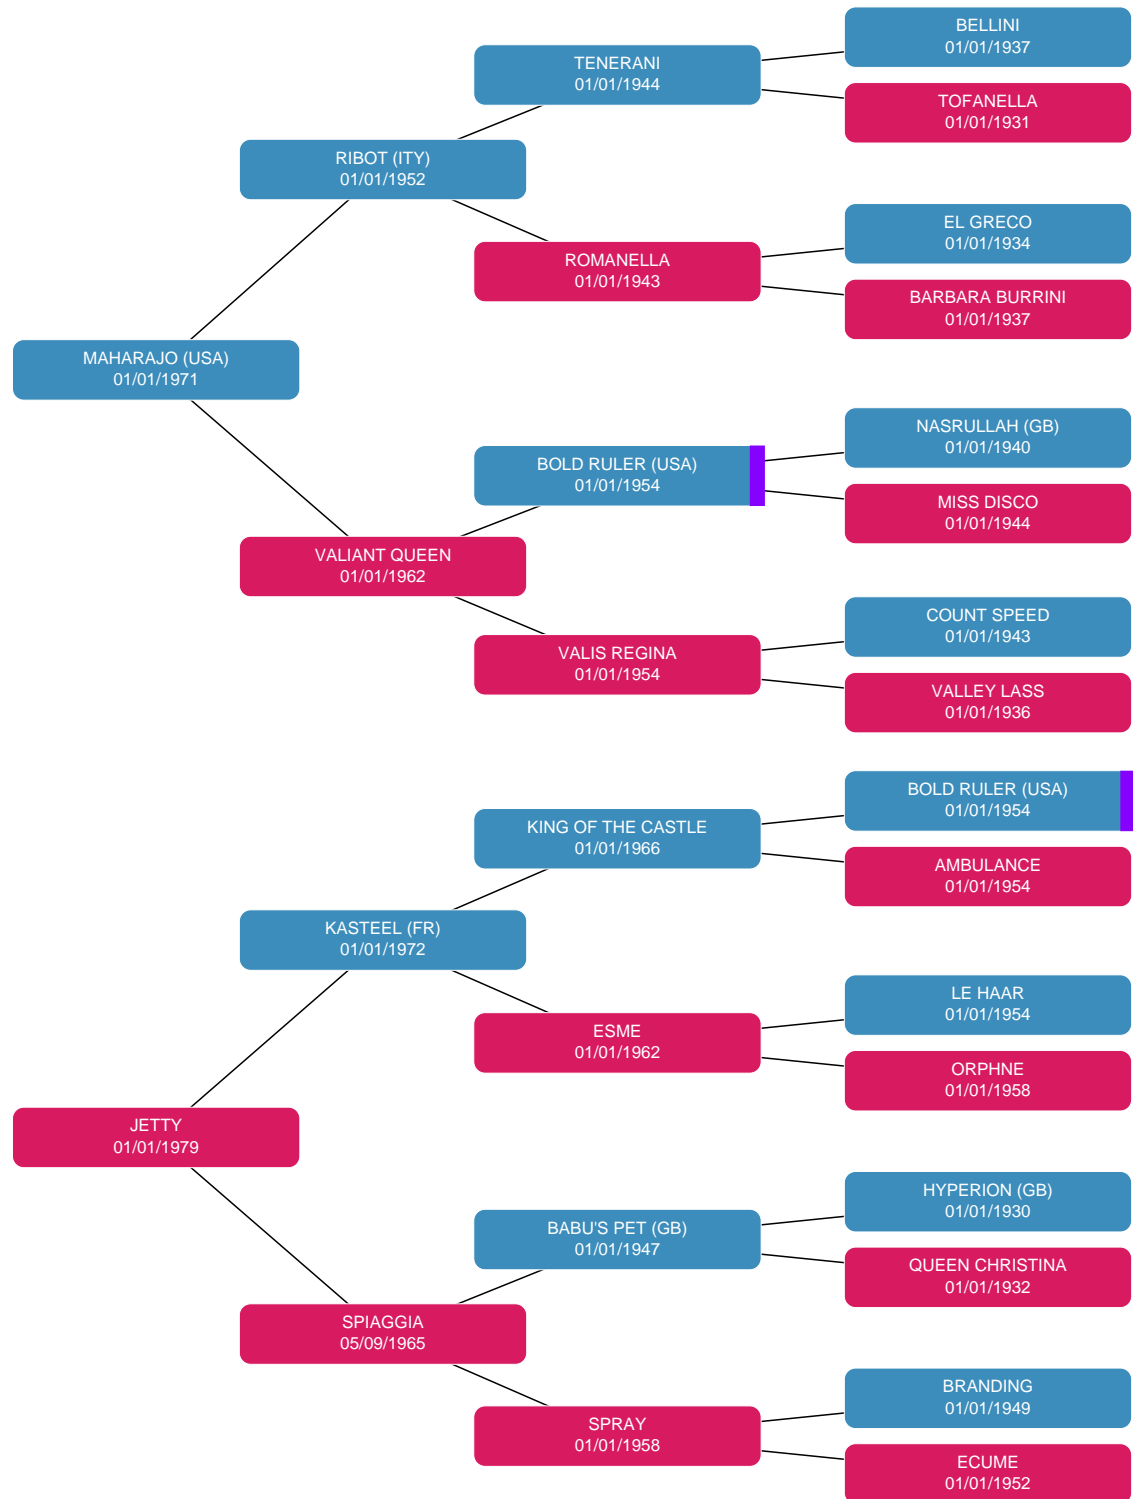 BELLINI
01/01/1937
TENERANI
01/01/1944
TOFANELLA
01/01/1931
RIBOT (ITY)
01/01/1952
EL GRECO
01/01/1934
ROMANELLA
01/01/1943
BARBARA BURRINI
01/01/1937
MAHARAJO (USA)
01/01/1971
NASRULLAH (GB)
01/01/1940
BOLD RULER (USA)
01/01/1954
MISS DISCO
01/01/1944
VALIANT QUEEN
01/01/1962
COUNT SPEED
01/01/1943
VALIS REGINA
01/01/1954
VALLEY LASS
01/01/1936
BOLD RULER (USA)
01/01/1954
KING OF THE CASTLE
01/01/1966
AMBULANCE
01/01/1954
KASTEEL (FR)
01/01/1972
LE HAAR
01/01/1954
ESME
01/01/1962
ORPHNE
01/01/1958
JETTY
01/01/1979
HYPERION (GB)
01/01/1930
BABU'S PET (GB)
01/01/1947
QUEEN CHRISTINA
01/01/1932
SPIAGGIA
05/09/1965
BRANDING
01/01/1949
SPRAY
01/01/1958
ECUME
01/01/1952